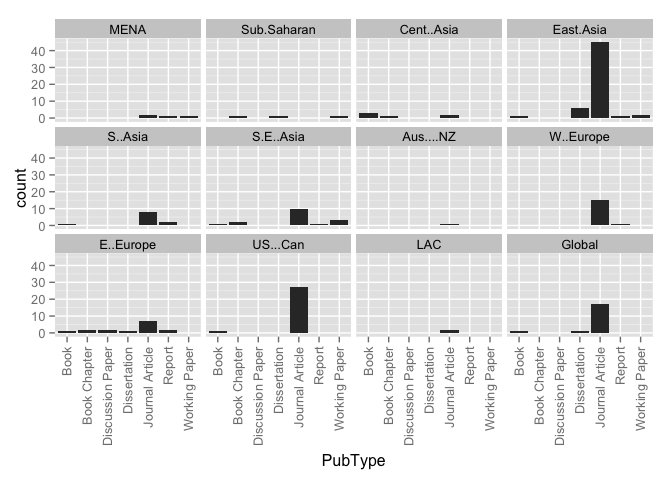 MENA Sub.Saharan Cent..Asia East.Asia
40
30
20
10
0
S..Asia S.E..Asia Aus....NZ W..Europe
40
30
20
10
0
count
E..Europe US...Can LAC Global
40
30
20
10
0
Book Book Chapter Discussion Paper Dissertation Journal Article Report Working Paper Book Book Chapter Discussion Paper Dissertation Journal Article Report Working Paper Book Book Chapter Discussion Paper Dissertation Journal Article Report Working Paper Book Book Chapter Discussion Paper Dissertation Journal Article Report Working Paper
PubType